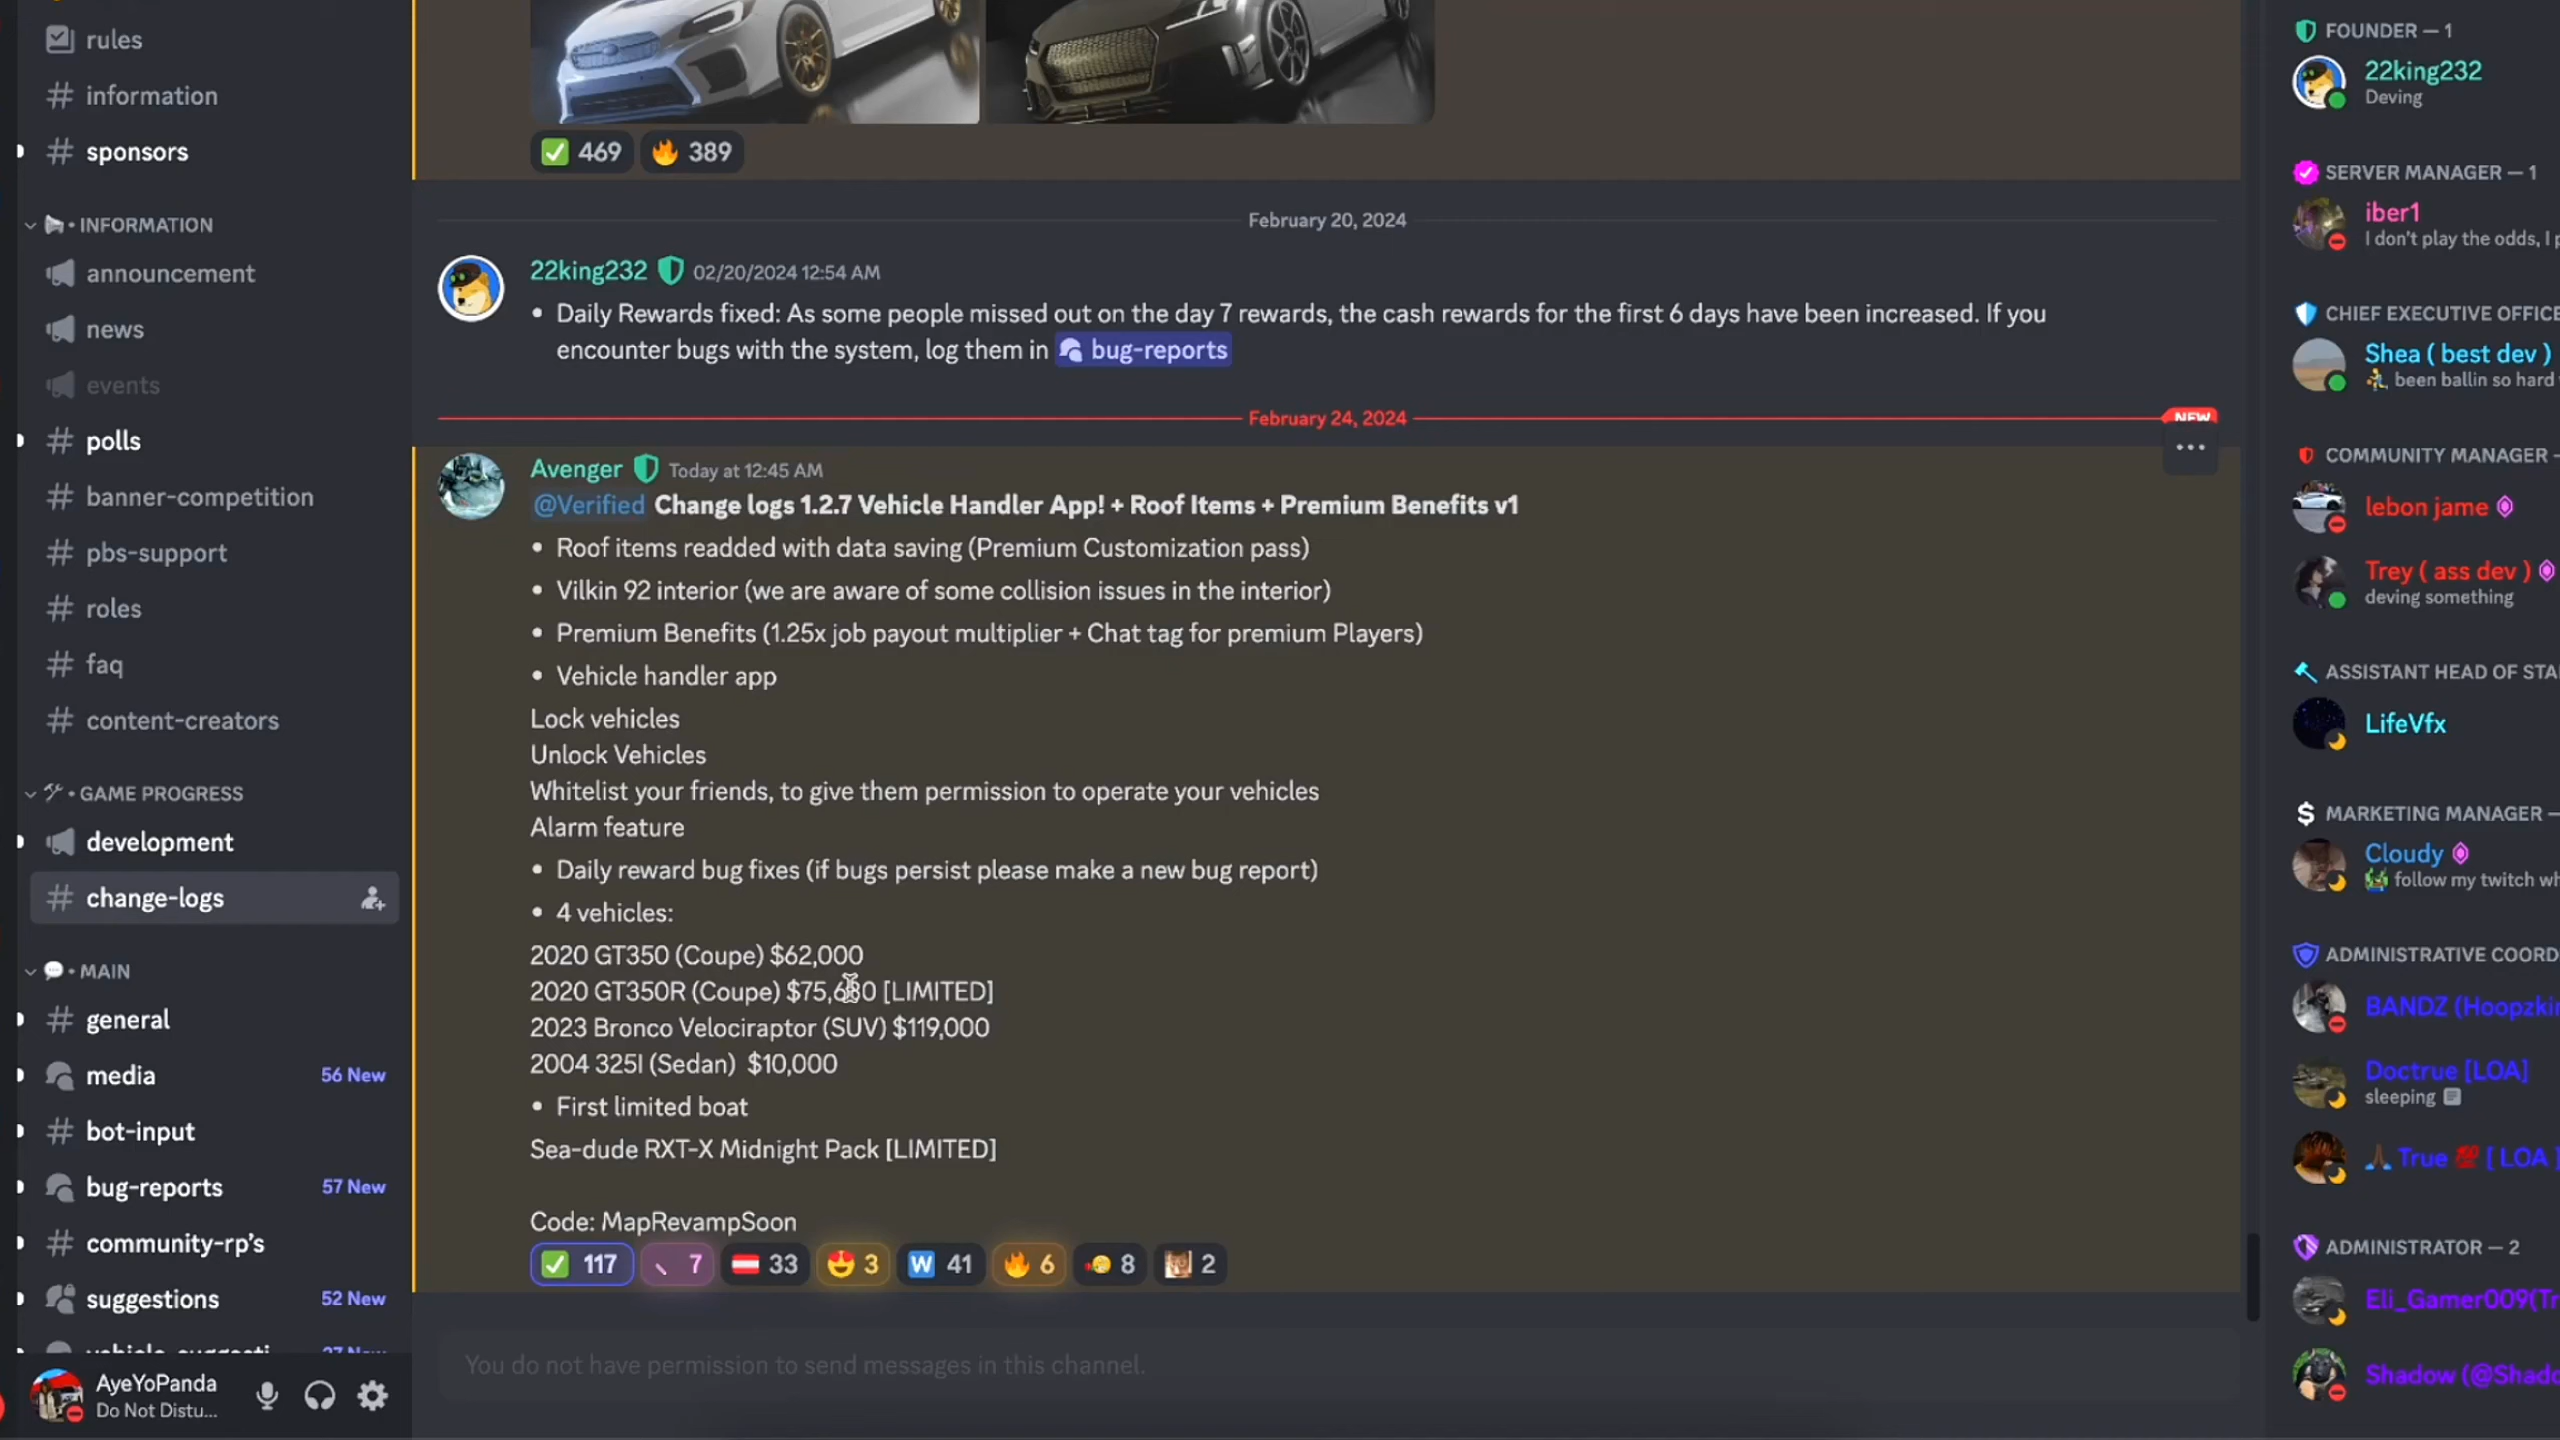 rules
information
sponsors
INFORMATION
announcement
news
events
polls
banner-competition
pbs-support
roles
faq
content-creators
GAME PROGRESS
development
change-logs
MAIN
general
media 56 New
bot-input
bug-reports 57 New
community-rp's
suggestions 52 New
AyeYoPanda
Do Not Distu...
469 389
February 20, 2024
22king232 02/20/2024 12:54 AM
• Daily Rewards fixed: As some people missed out on the day 7 rewards, the cash rewards for the first 6 days have been increased. If you
encounter bugs with the system, log them in bug-reports
February 24, 2024 NEW
Avenger Today at 12:45 AM
@Verified Change logs 1.2.7 Vehicle Handler App! + Roof Items + Premium Benefits v1
• Roof items readded with data saving (Premium Customization pass)
• Vilkin 92 interior (we are aware of some collision issues in the interior)
• Premium Benefits (1.25x job payout multiplier + Chat tag for premium Players)
• Vehicle handler app
Lock vehicles
Unlock Vehicles
Whitelist your friends, to give them permission to operate your vehicles
Alarm feature
• Daily reward bug fixes (if bugs persist please make a new bug report)
• 4 vehicles:
2020 GT350 (Coupe) $62,000
2020 GT350R (Coupe) [LIMITED]
2023 Bronco Velociraptor (SUV) $119,000
2004 325I (Sedan) $10,000
• First limited boat
Sea-dude RXT-X Midnight Pack [LIMITED]
Code: MapRevampSoon
117 7 33 3 W 41 6 8 2
You do not have permission to send messages in this channel.
FOUNDER — 1
22king232
Deving
SERVER MANAGER — 1
iber1
I don't play the odds, I p
CHIEF EXECUTIVE OFFICE
Shea ( best dev )
been ballin so hard
COMMUNITY MANAGER —
lebon jame
Trey ( ass dev )
deving something
ASSISTANT HEAD OF STA
LifeVfx
$ MARKETING MANAGER —
Cloudy
follow my twitch wh
ADMINISTRATIVE COORD
BANDZ (Hoopzkin
Doctrue [LOA]
sleeping
True 💯 [ LOA ]
ADMINISTRATOR — 2
Eli_Gamer009(Tr
Shadow (@Shado